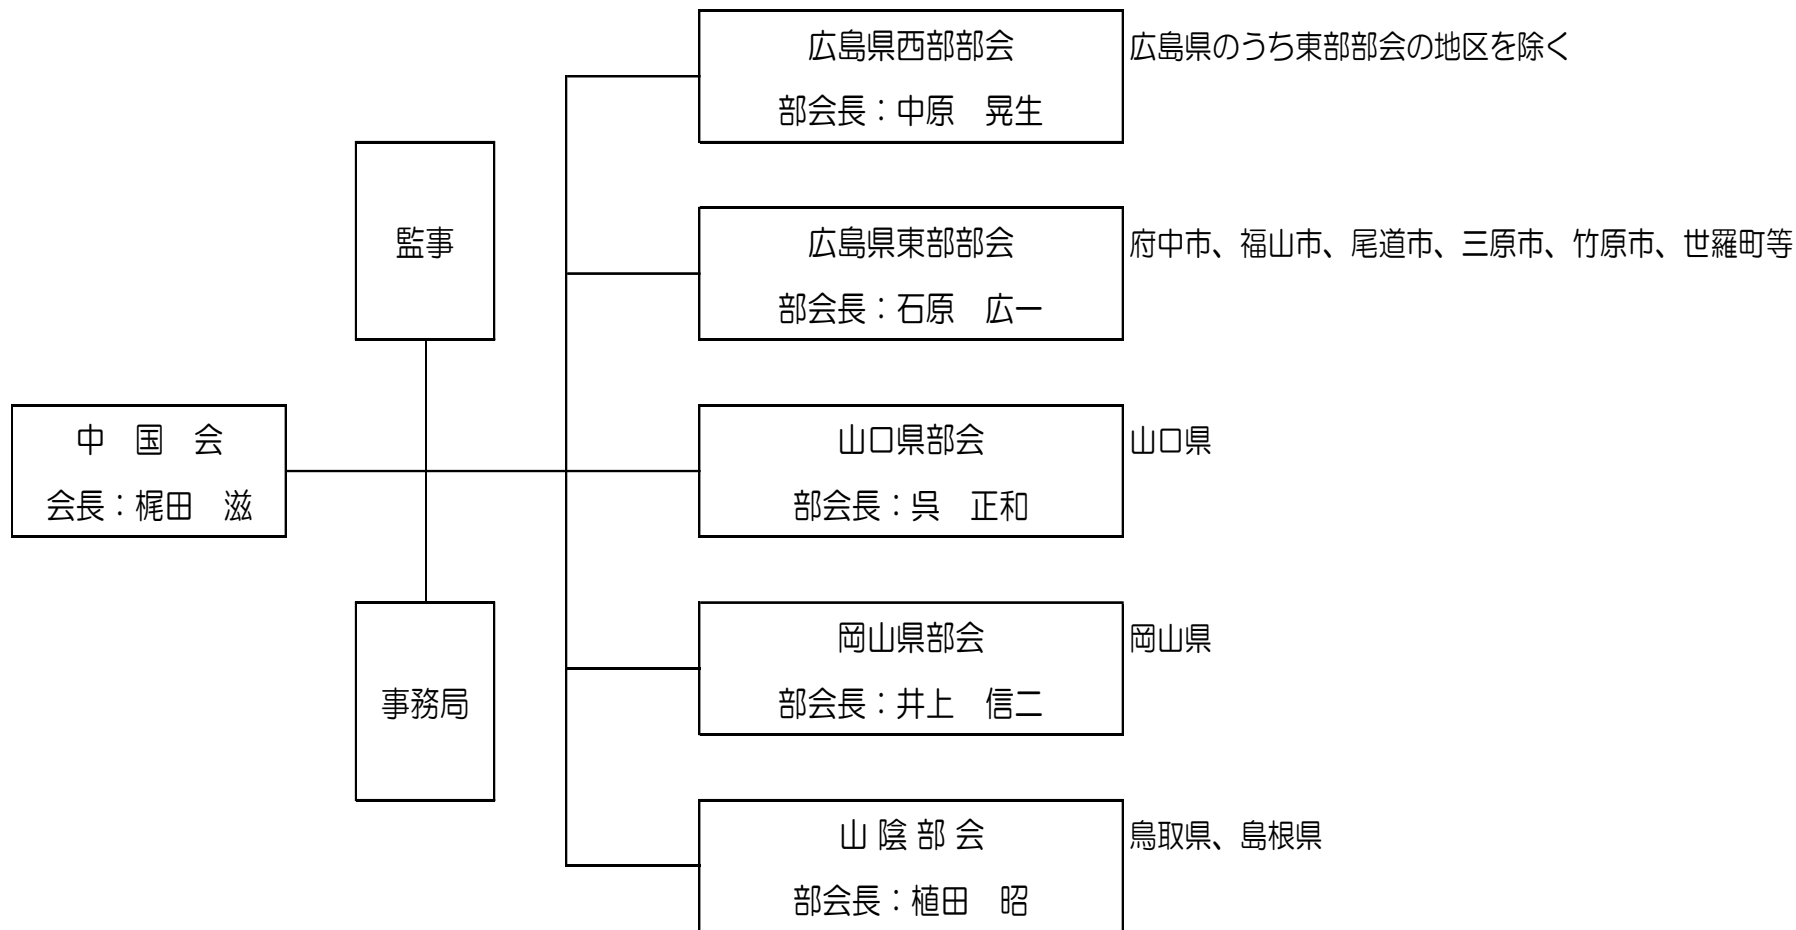 広島県西部部会
部会長：中原　晃生
広島県のうち東部部会の地区を除く
監事
広島県東部部会
部会長：石原　広一
府中市、福山市、尾道市、三原市、竹原市、世羅町等
中　国　会
会長：梶田　滋
山口県部会
部会長：呉　正和
山口県
事務局
岡山県部会
部会長：井上　信二
岡山県
山 陰 部 会
部会長：植田　昭
鳥取県、島根県